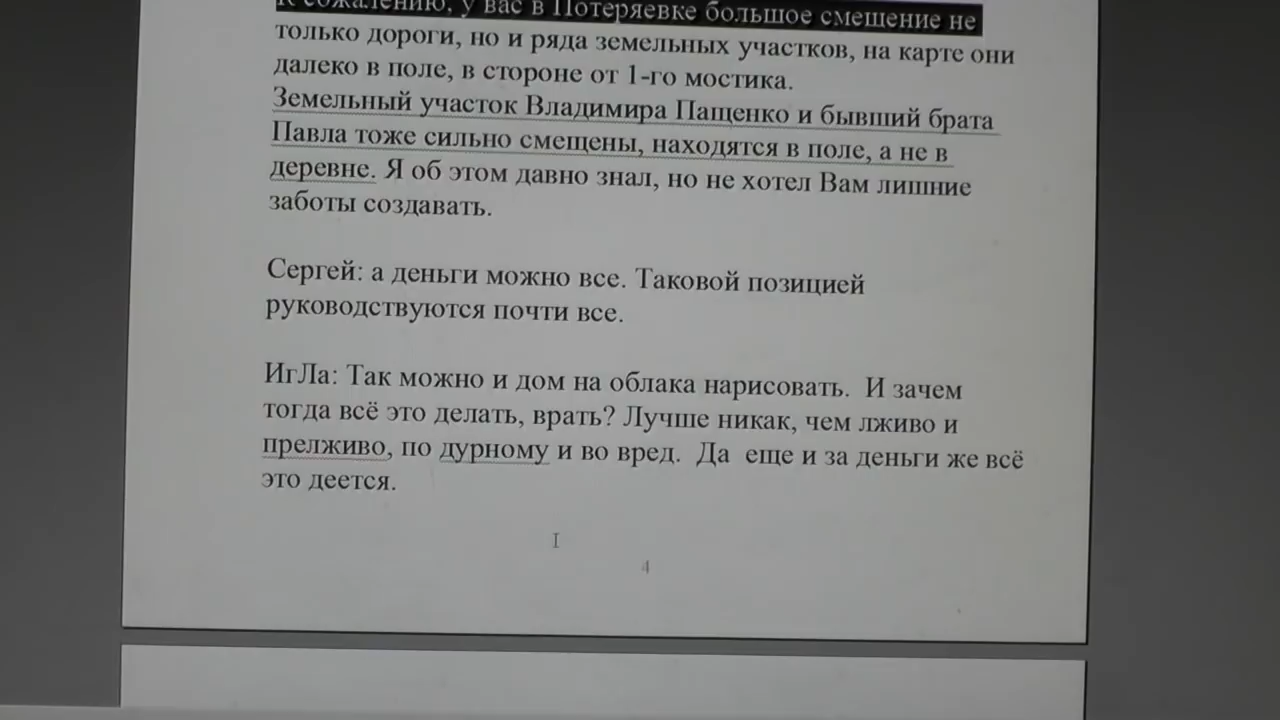 К сожалению, у вас в Потеряевке большое смещение не
только дороги, но и ряда земельных участков, на карте они
далеко в поле, в стороне от 1-го мостика.
Земельный участок Владимира Пащенко и бывший брата
Павла тоже сильно смещены, находятся в поле, а не в
деревне. Я об этом давно знал, но не хотел Вам лишние
заботы создавать.
Сергей: а деньги можно все. Таковой позицией
руководствуются почти все.
ИгЛа: Так можно и дом на облака нарисовать. И зачем
тогда всё это делать, врать? Лучше никак, чем лживо и
прелживо, по дурному и во вред. Да еще и за деньги же всё
это деется.
4